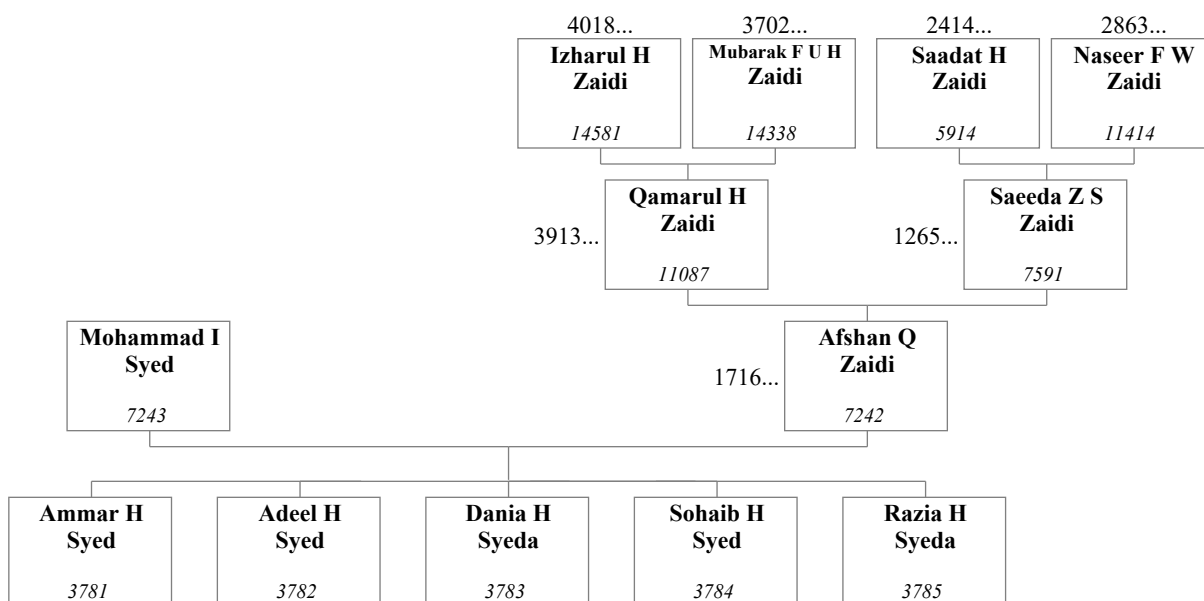 4018...
3702...
2414...
2863...
Izharul H
Zaidi
14581
Mubarak F U H
Zaidi
14338
Saadat H
Zaidi
5914
Naseer F W
Zaidi
11414
3913...
Qamarul H
Zaidi
11087
1265...
Saeeda Z S
Zaidi
7591
Mohammad I
Syed
7243
1716...
Afshan Q
Zaidi
7242
Ammar H
Syed
3781
Adeel H
Syed
3782
Dania H
Syeda
3783
Sohaib H
Syed
3784
Razia H
Syeda
3785